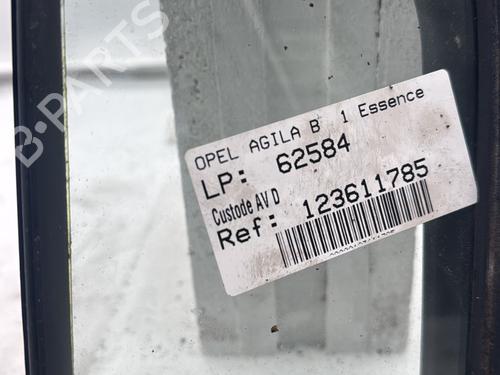 B-PARTS
OPEL AGILA B 1 Essence
LP: 62584
Custode AV D
Ref: 123611785